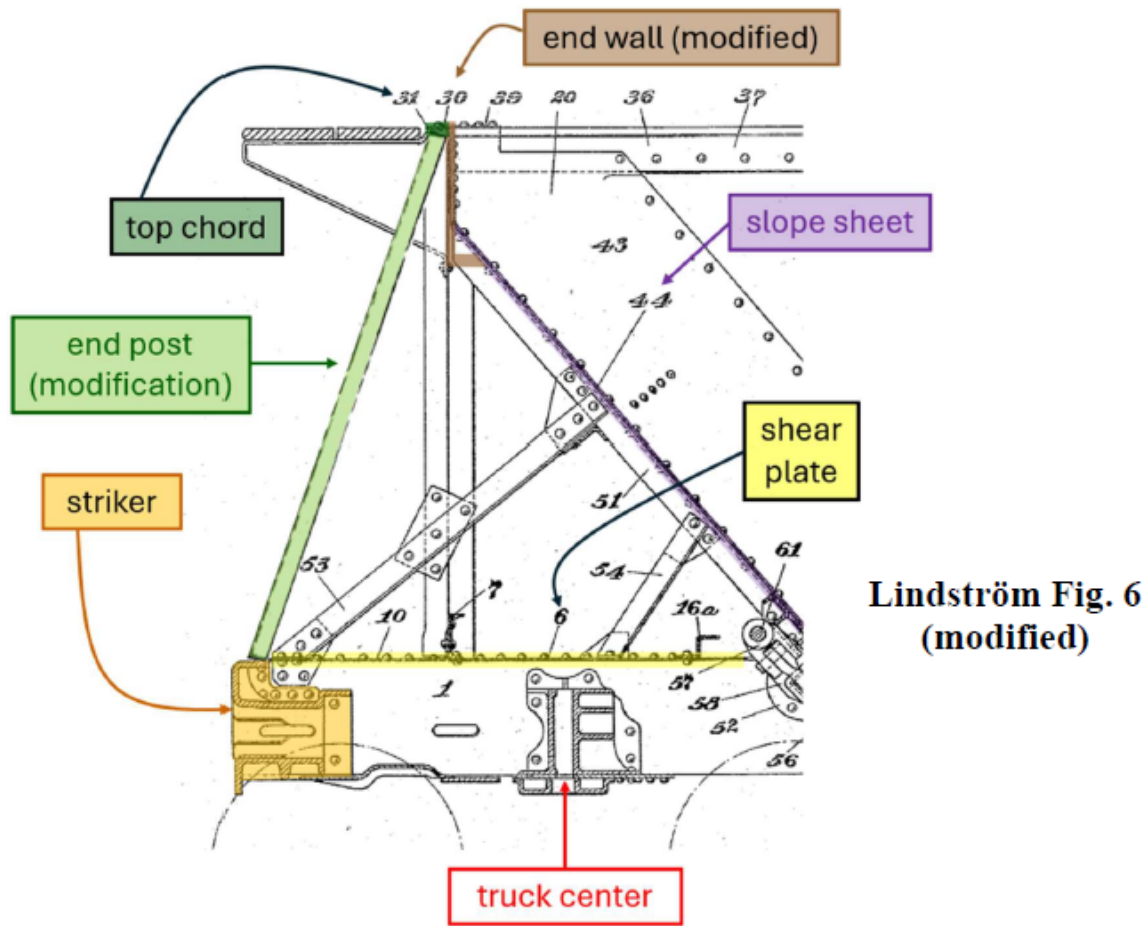 end wall (modified)
31 30 39 20 36 37
top chord
slope sheet
43
44
end post
(modification)
shear
plate
striker
51
61
53
7
54
10
6
16a
Lindström Fig. 6
(modified)
1
57
58
52
56
truck center